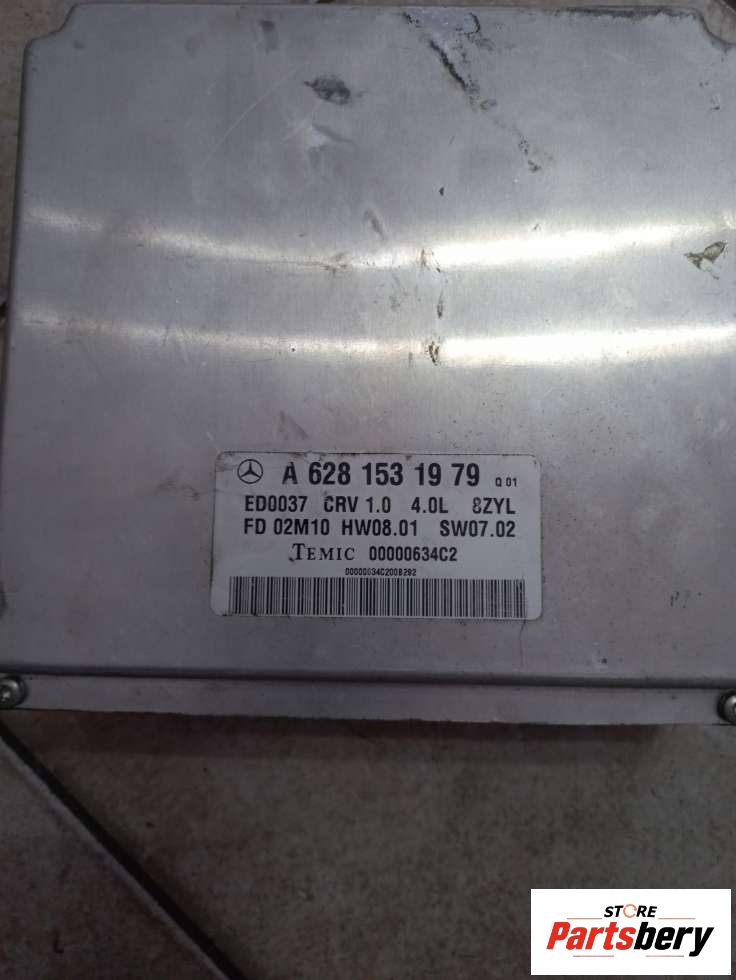 A 628 153 19 79 Q 01
ED0037 CRV 1.0 4.0L 8ZYL
FD 02M10 HW08.01 SW07.02
TEMIC 00000634C2
00000634C2008292
STORE
Partsbery